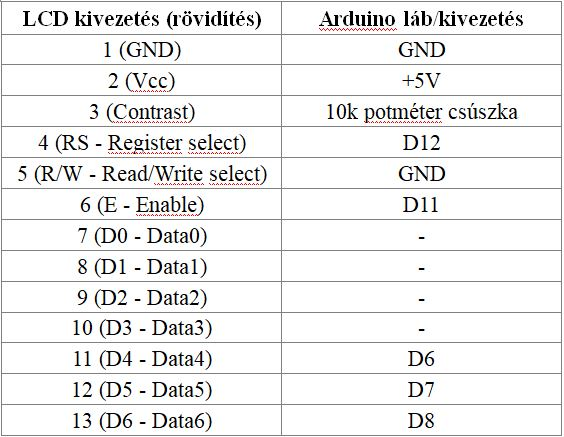 LCD kivezetés (rövidítés) Arduino láb/kivezetés
1 (GND) GND
2 (Vcc) +5V
3 (Contrast) 10k potméter csúszka
4 (RS - Register select) D12
5 (R/W - Read/Write select) GND
6 (E - Enable) D11
7 (D0 - Data0) -
8 (D1 - Data1) -
9 (D2 - Data2) -
10 (D3 - Data3) -
11 (D4 - Data4) D6
12 (D5 - Data5) D7
13 (D6 - Data6) D8